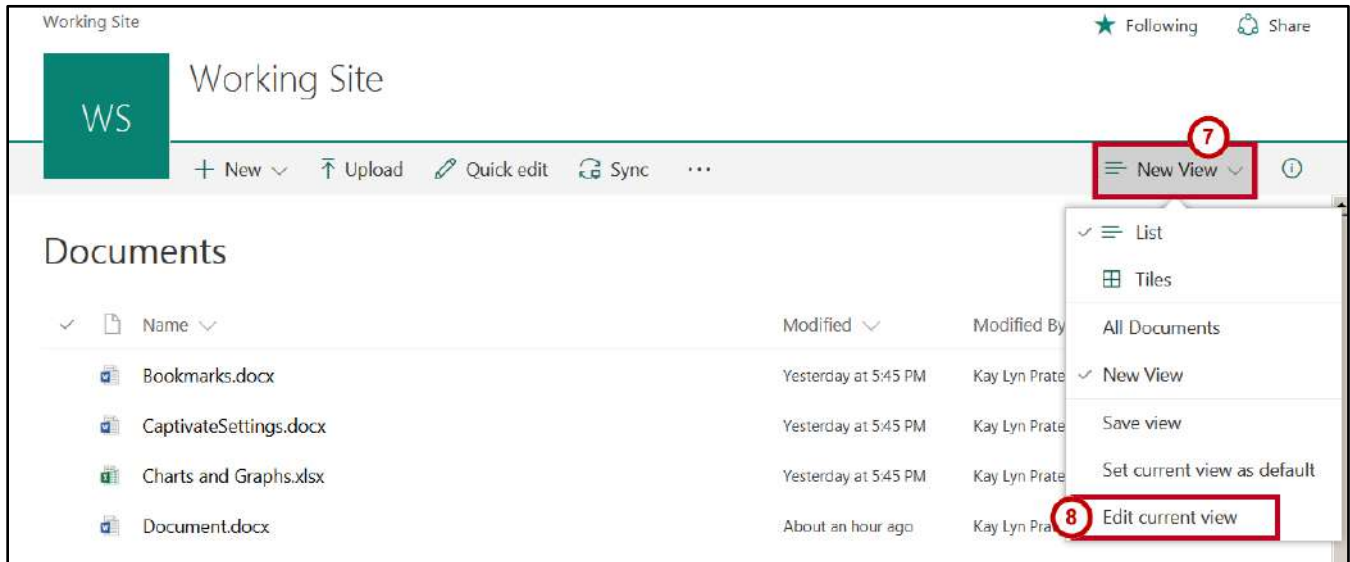 Working Site
Following
Share
WS
Working Site
7
New
Upload
Quick edit
Sync
...
New View
List
Tiles
All Documents
New View
Save view
Set current view as default
8
Edit current view
Documents
Name
Modified
Modified By
Bookmarks.docx
Yesterday at 5:45 PM
Kay Lyn Prate
CaptivateSettings.docx
Yesterday at 5:45 PM
Kay Lyn Prate
Charts and Graphs.xlsx
Yesterday at 5:45 PM
Kay Lyn Prate
Document.docx
About an hour ago
Kay Lyn Pra